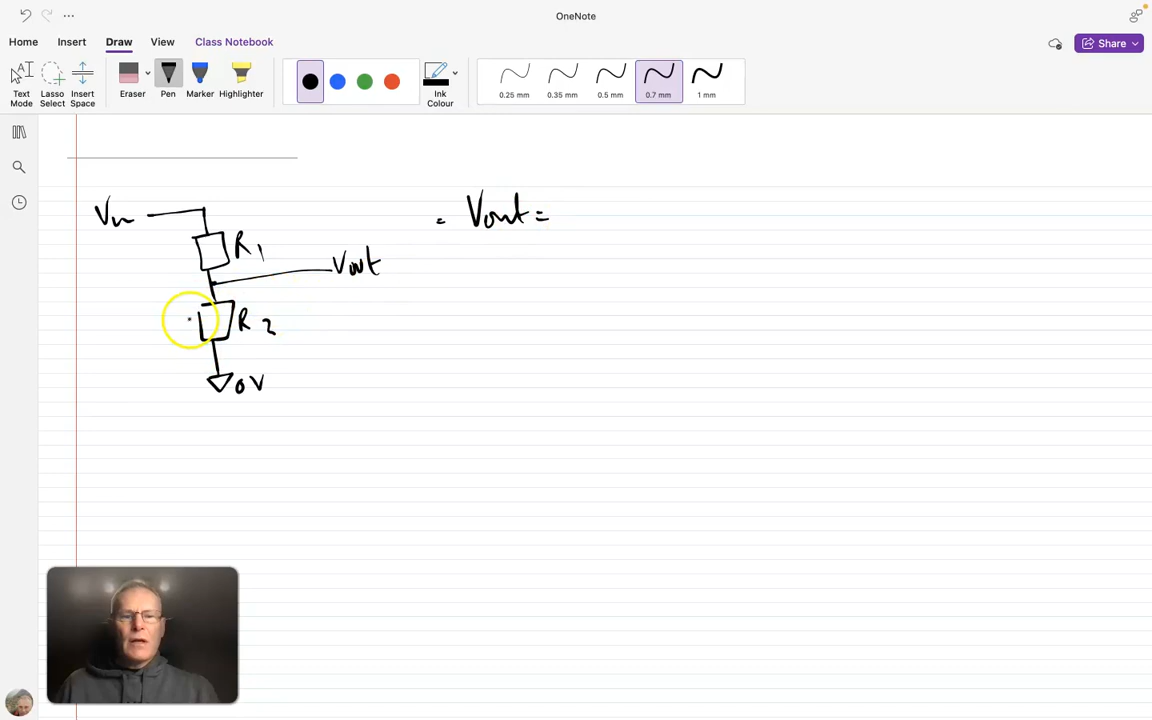 OneNote
Home Insert Draw View Class Notebook
Share
Text Mode
Lasso Select
Insert Space
Eraser
Pen
Marker
Highlighter
Ink Colour
0.25 mm
0.35 mm
0.5 mm
0.7 mm
1 mm
Vin
R1
Vout
R2
0V
= Vout =